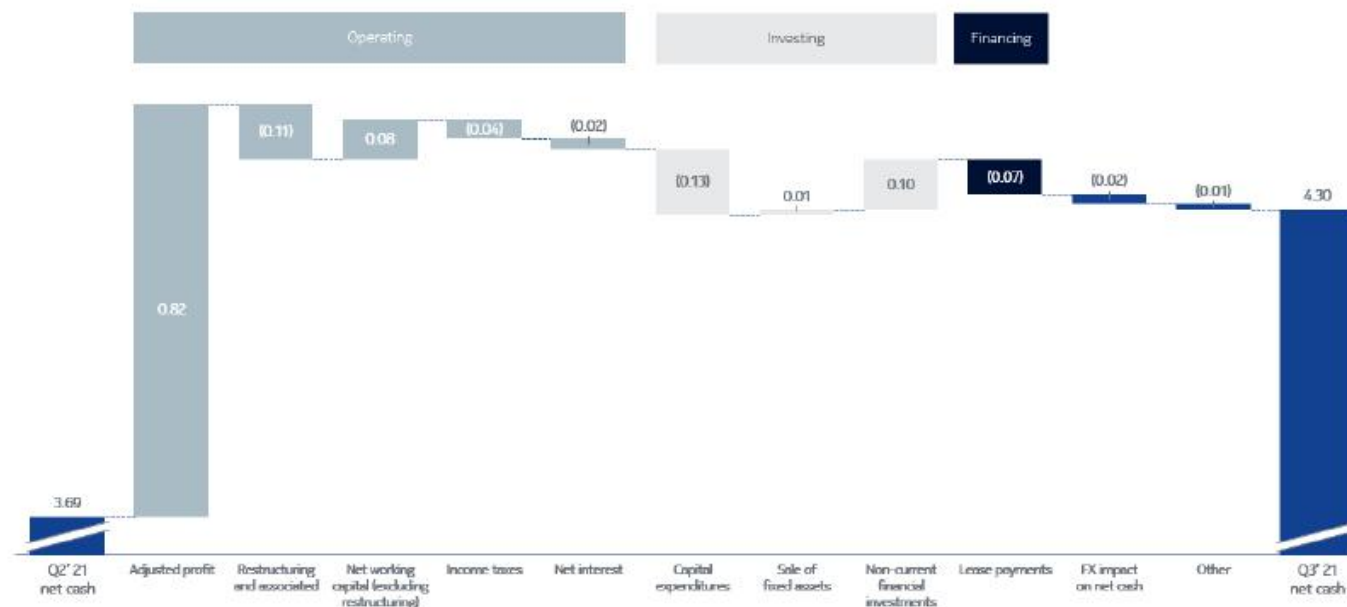 Operating
Investing
Financing
3.69
0.82
(0.11)
0.08
(0.04)
(0.02)
(0.13)
0.01
0.10
(0.07)
(0.02)
(0.01)
4.30
Q2' 21
net cash
Adjusted profit
Restructuring
and associated
Net working
capital (excluding
restructuring)
Income taxes
Net interest
Capital
expenditures
Sale of
fixed assets
Non-current
financial
investments
Lease payments
FX impact
on net cash
Other
Q3' 21
net cash